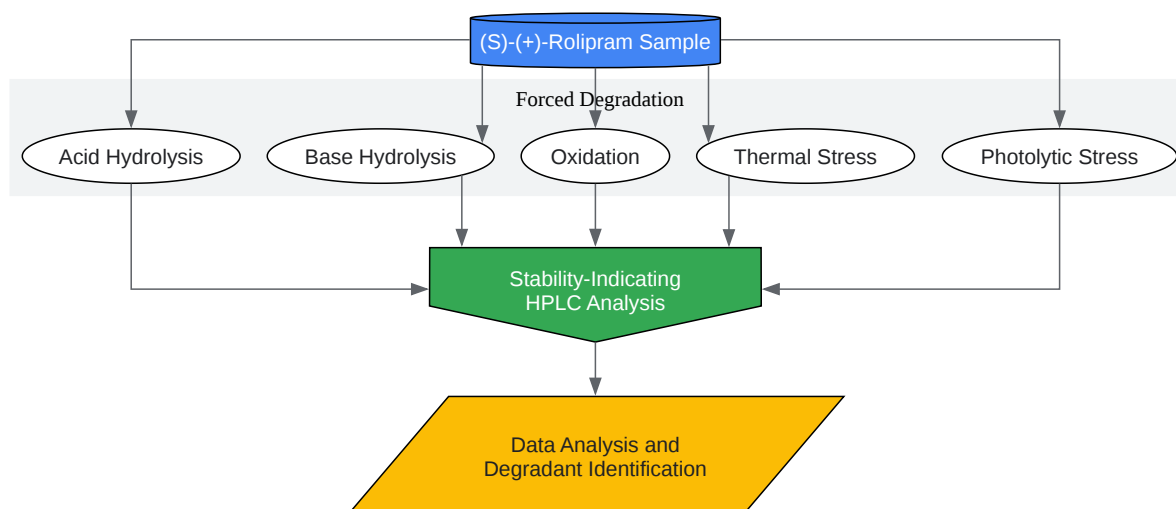 (S)-(+)-Rolipram Sample
Forced Degradation
Acid Hydrolysis
Base Hydrolysis
Oxidation
Thermal Stress
Photolytic Stress
Stability-Indicating
HPLC Analysis
Data Analysis and
Degradant Identification